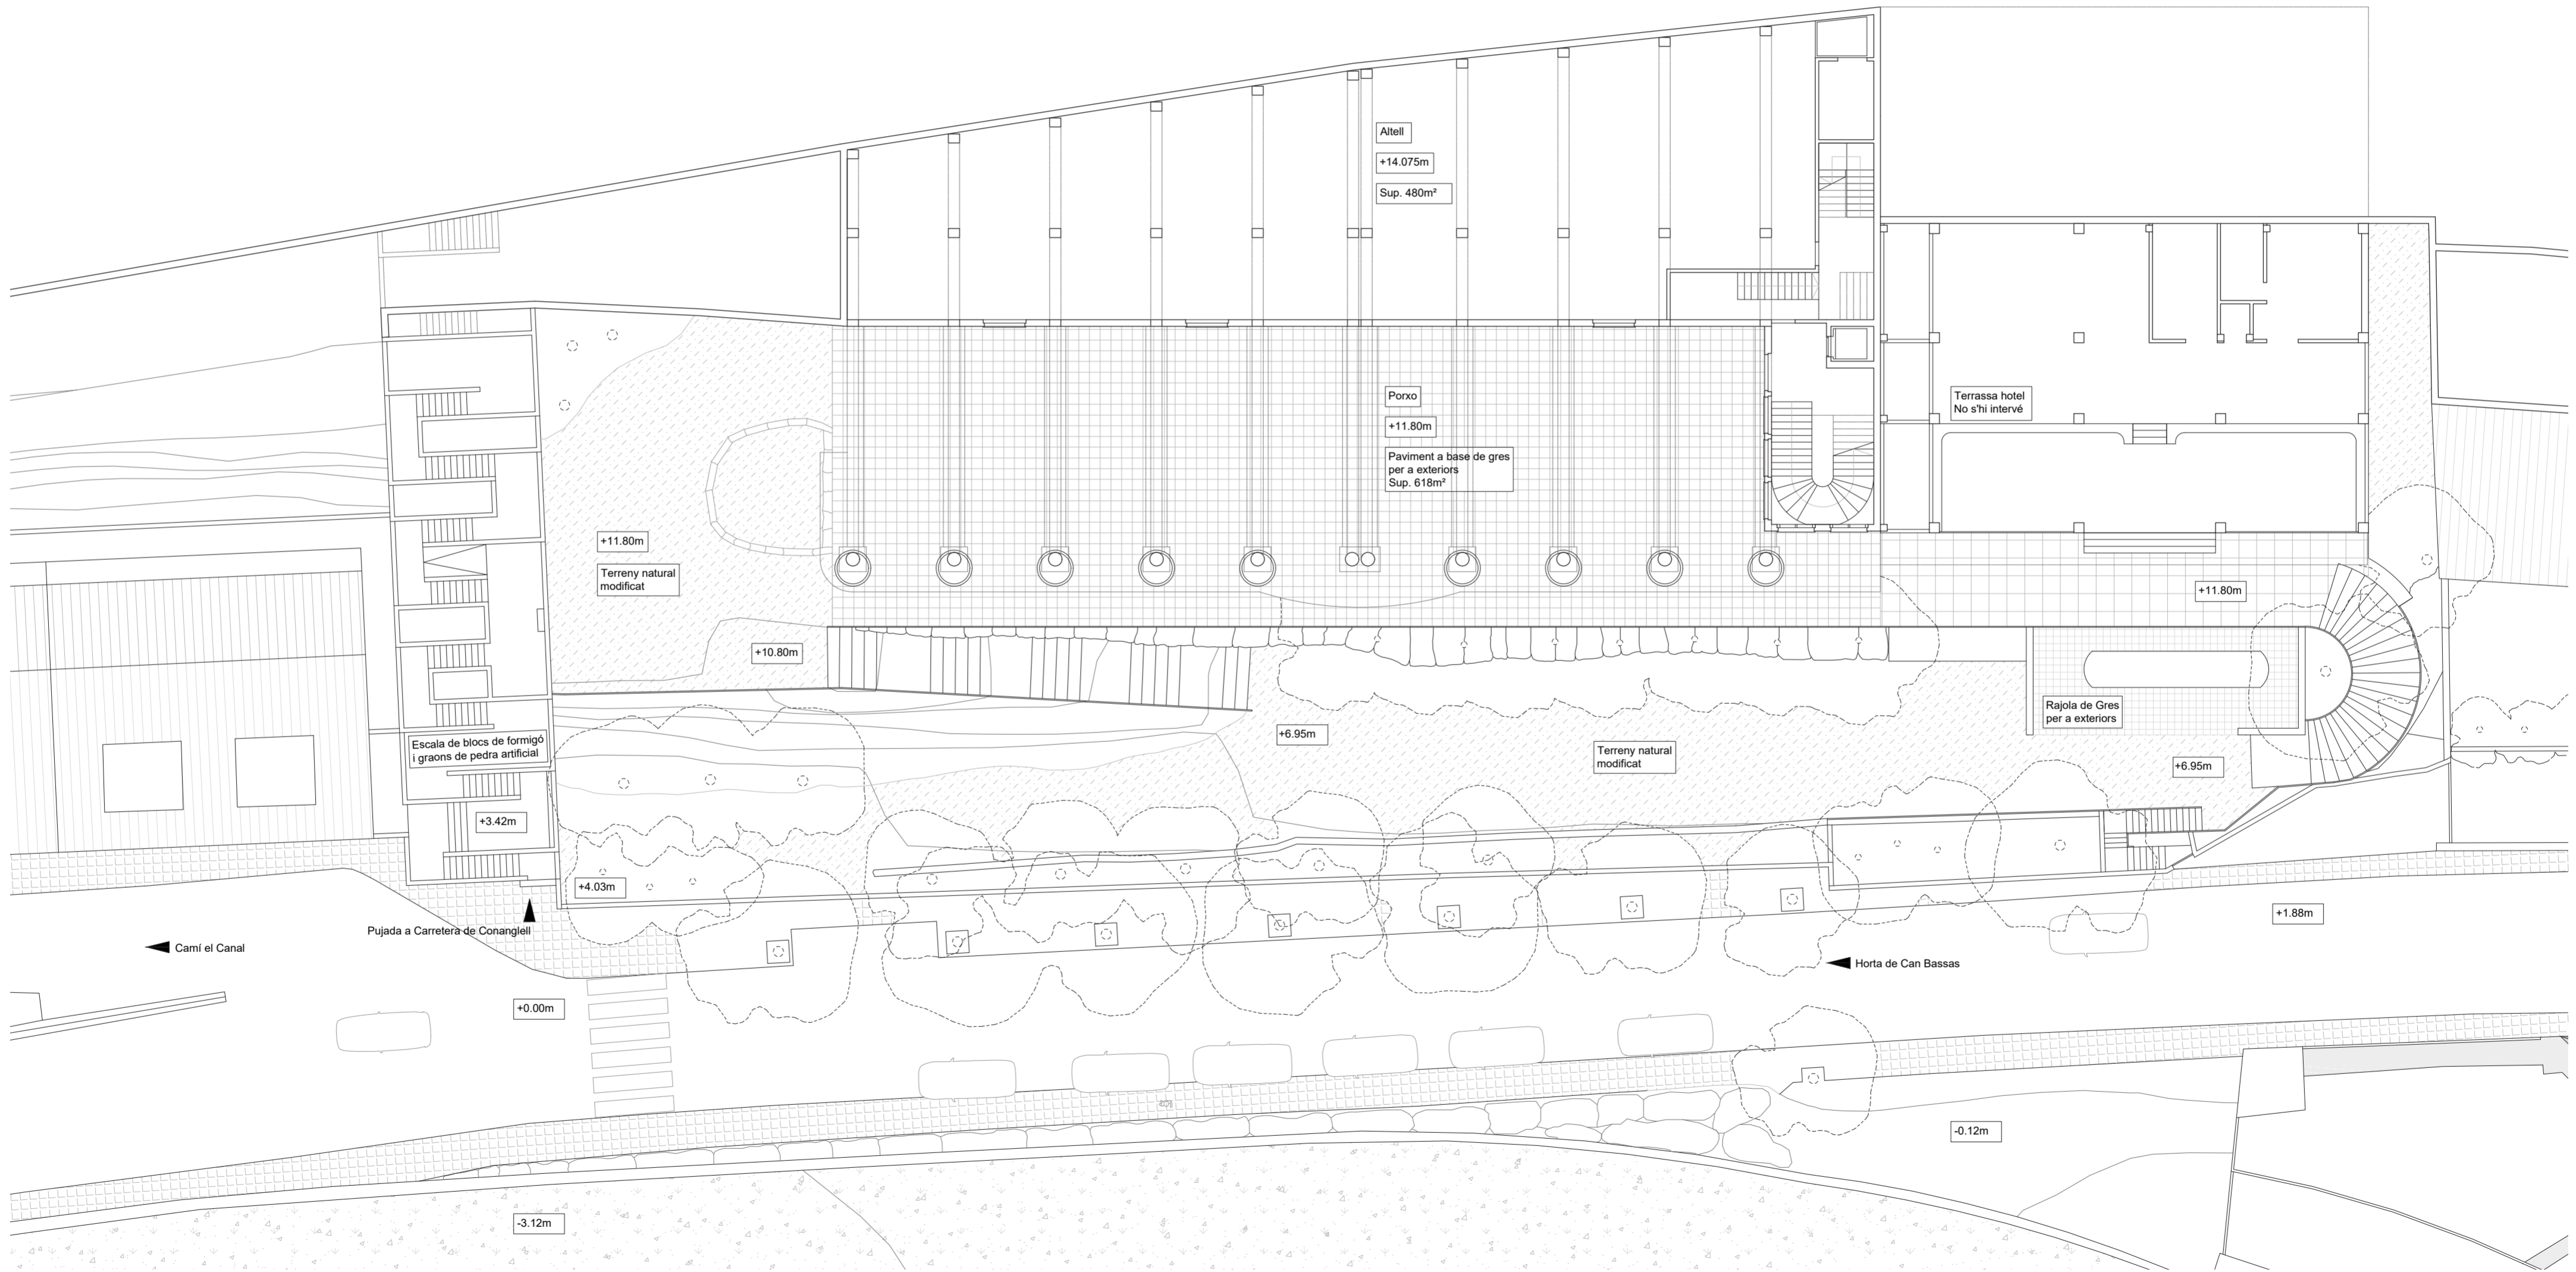 Altell
+14.075m
Sup. 480m²
Porxo
+11.80m
Paviment a base de gres
per a exteriors
Sup. 618m²
Terrassa hotel
No s'hi intervé
+11.80m
Terreny natural
modificat
+11.80m
+10.80m
Rajola de Gres
per a exteriors
+6.95m
Terreny natural
modificat
+6.95m
Escala de blocs de formigó
i graons de pedra artificial
+3.42m
+4.03m
+1.88m
Pujada a Carretera de Conanglell
Camí el Canal
Horta de Can Bassas
+0.00m
-0.12m
-3.12m